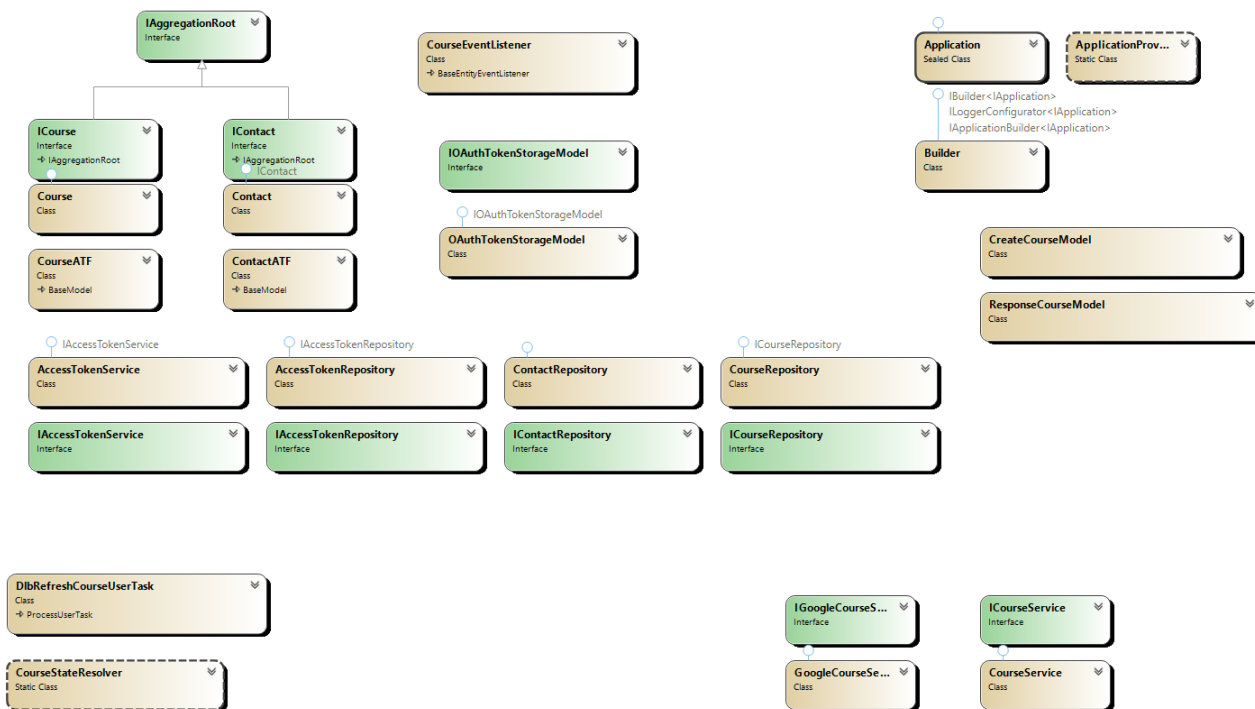 IAggregationRoot
Interface
CourseEventListener
Class
BaseEntityEventListener
Application
Sealed Class
ApplicationProv...
Static Class
IBuilder<IApplication>
ILoggerConfigurator<IApplication>
IApplicationBuilder<IApplication>
ICourse
Interface
IAggregationRoot
IContact
Interface
IAggregationRoot
IContact
IOAuthTokenStorageModel
Interface
Builder
Class
Course
Class
Contact
Class
IOAuthTokenStorageModel
OAuthTokenStorageModel
Class
CreateCourseModel
Class
CourseATF
Class
BaseModel
ContactATF
Class
BaseModel
ResponseCourseModel
Class
IAccessTokenService
IAccessTokenRepository
ICourseRepository
AccessTokenService
Class
AccessTokenRepository
Class
ContactRepository
Class
CourseRepository
Class
IAccessTokenService
Interface
IAccessTokenRepository
Interface
IContactRepository
Interface
ICourseRepository
Interface
DlbRefreshCourseUserTask
Class
ProcessUserTask
IGoogleCourseS...
Interface
ICourseService
Interface
CourseStateResolver
Static Class
GoogleCourseSe...
Class
CourseService
Class